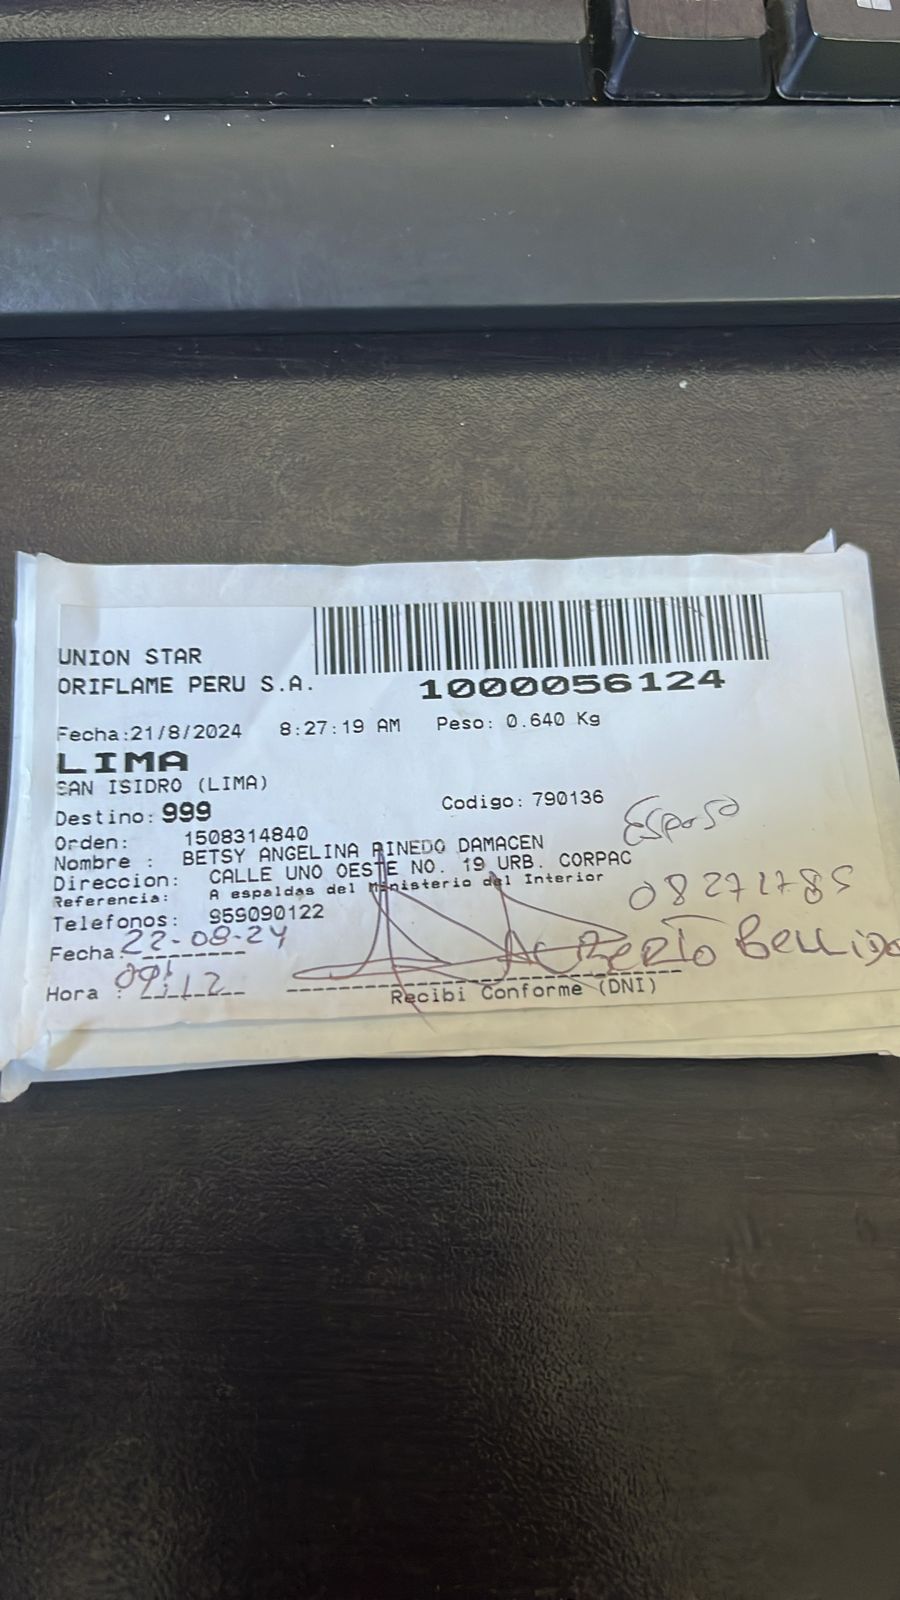 UNION STAR
ORIFLAME PERU S.A.
1000056124
Fecha:21/8/2024 8:27:19 AM Peso: 0.640 Kg
LIMA
SAN ISIDRO (LIMA)
Destino: 999 Codigo: 790136
Esposo
Orden: 1508314840
Nombre : BETSY ANGELINA PINEDO DAMACEN
Direccion: CALLE UNO OESTE NO. 19 URB. CORPAC
Referencia: A espaldas del Ministerio del Interior
08271785
Telefonos: 959090122
Fecha: 22-08-24
Alberto Bellido
Hora : 09:12
Recibi Conforme (DNI)